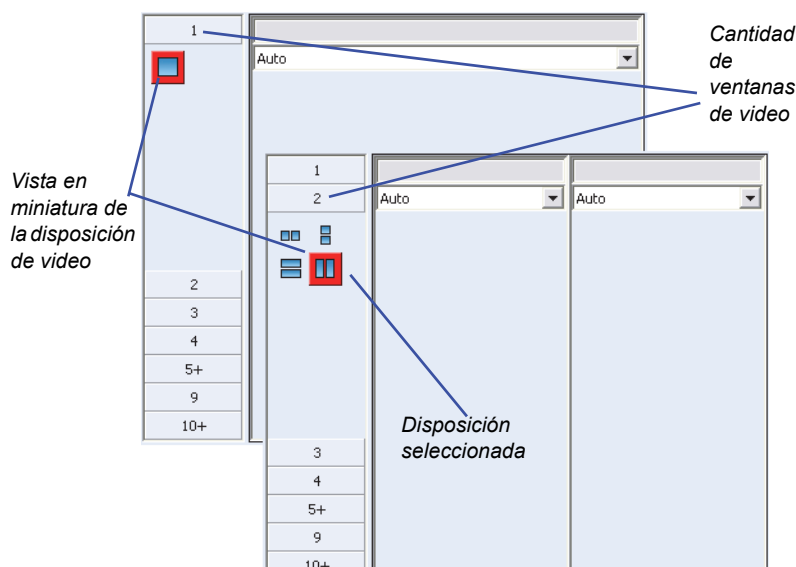 1
Auto
Cantidad
de
ventanas
de video
1
2
Auto
Auto
Vista en
miniatura de
la disposición
de video
2
3
4
5+
9
10+
Disposición
seleccionada
3
4
5+
9
10+